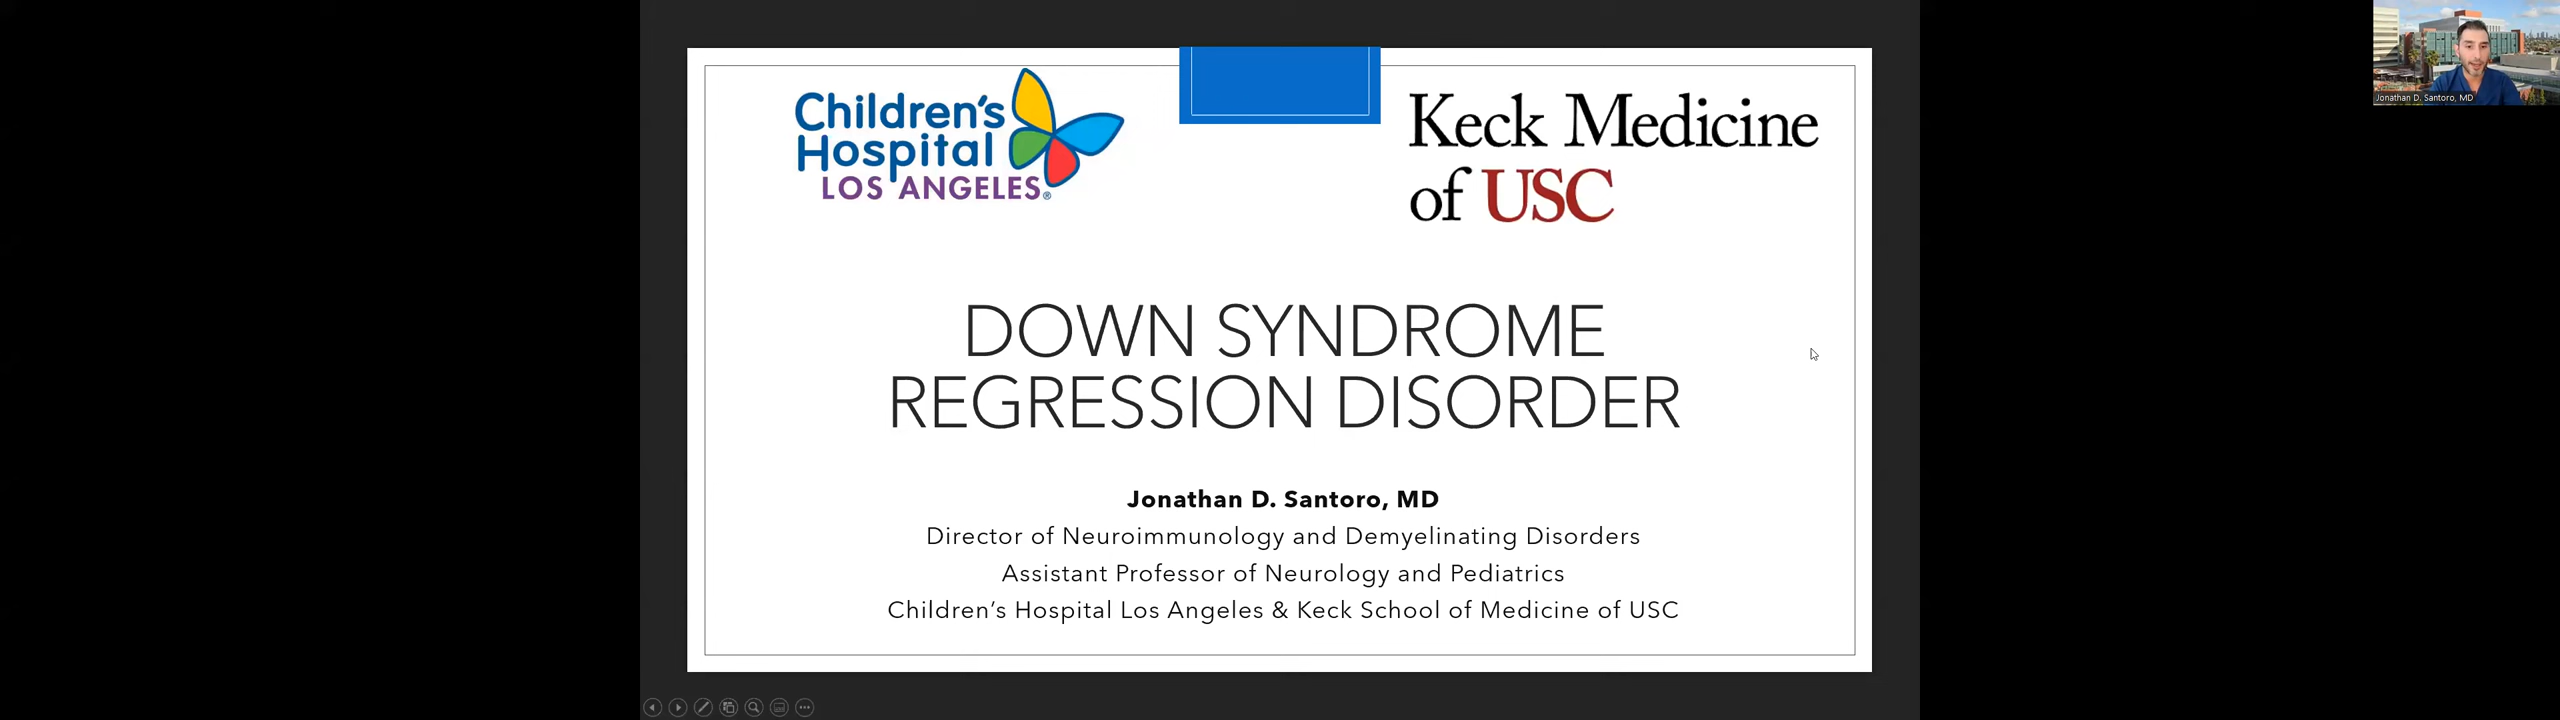 Children's
Hospital
LOS ANGELES®
Keck Medicine
of USC
DOWN SYNDROME
REGRESSION DISORDER
Jonathan D. Santoro, MD
Director of Neuroimmunology and Demyelinating Disorders
Assistant Professor of Neurology and Pediatrics
Children’s Hospital Los Angeles & Keck School of Medicine of USC
Jonathan D. Santoro, MD